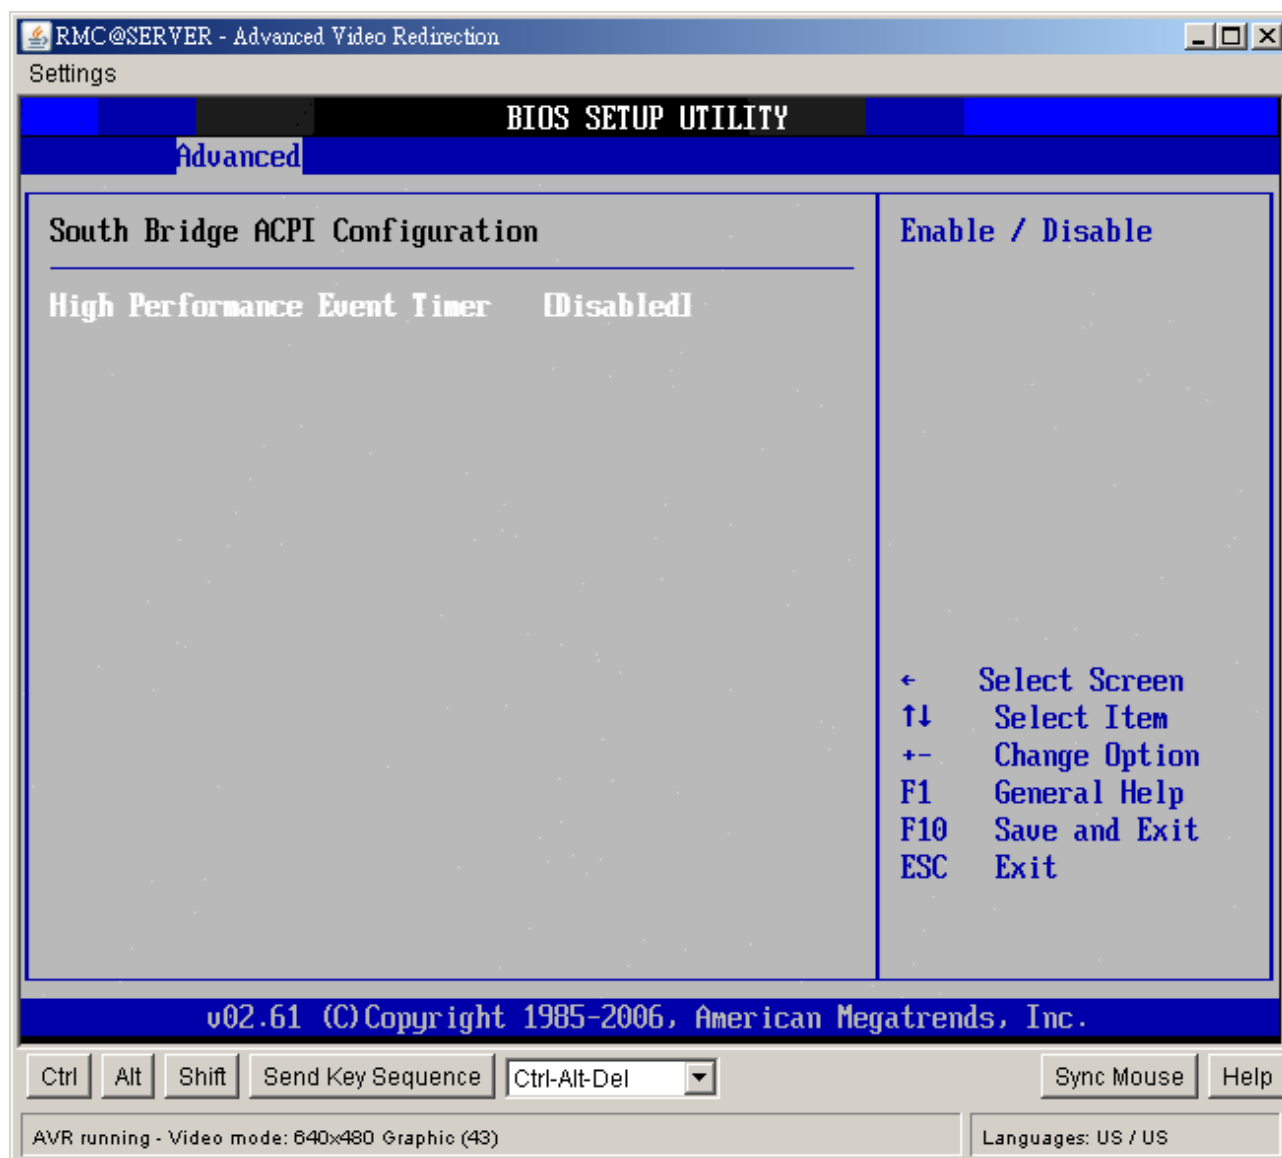 RMC@SERVER - Advanced Video Redirection
Settings
BIOS SETUP UTILITY
Advanced
South Bridge ACPI Configuration
High Performance Event Timer [Disabled]
Enable / Disable
← Select Screen
↑↓ Select Item
+- Change Option
F1 General Help
F10 Save and Exit
ESC Exit
v02.61 (C)Copyright 1985-2006, American Megatrends, Inc.
Ctrl Alt Shift Send Key Sequence Ctrl-Alt-Del Sync Mouse Help
AVR running - Video mode: 640x480 Graphic (43) Languages: US / US